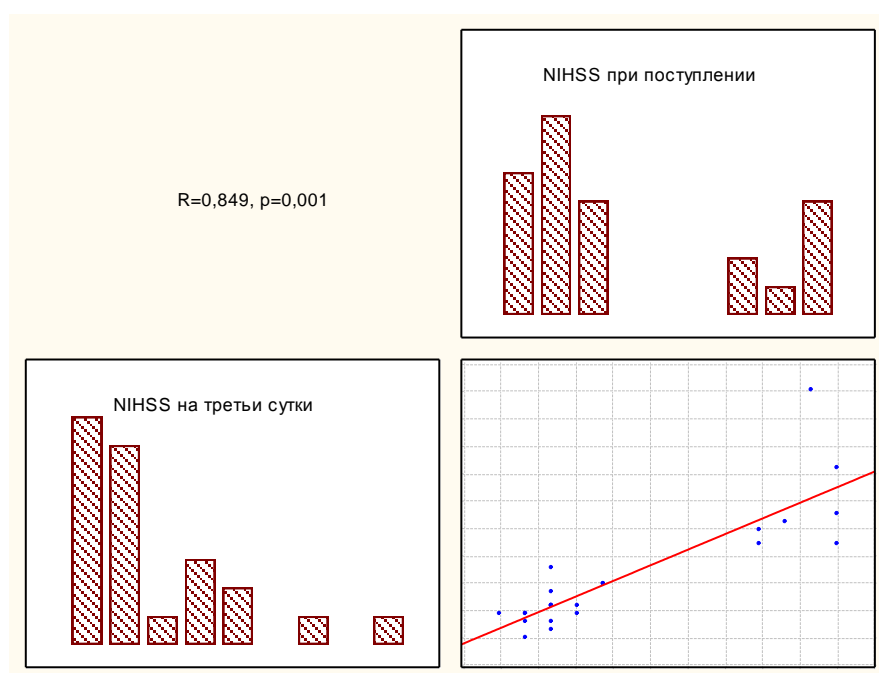 NIHSS при поступлении
R=0,849, p=0,001
NIHSS на третьи сутки